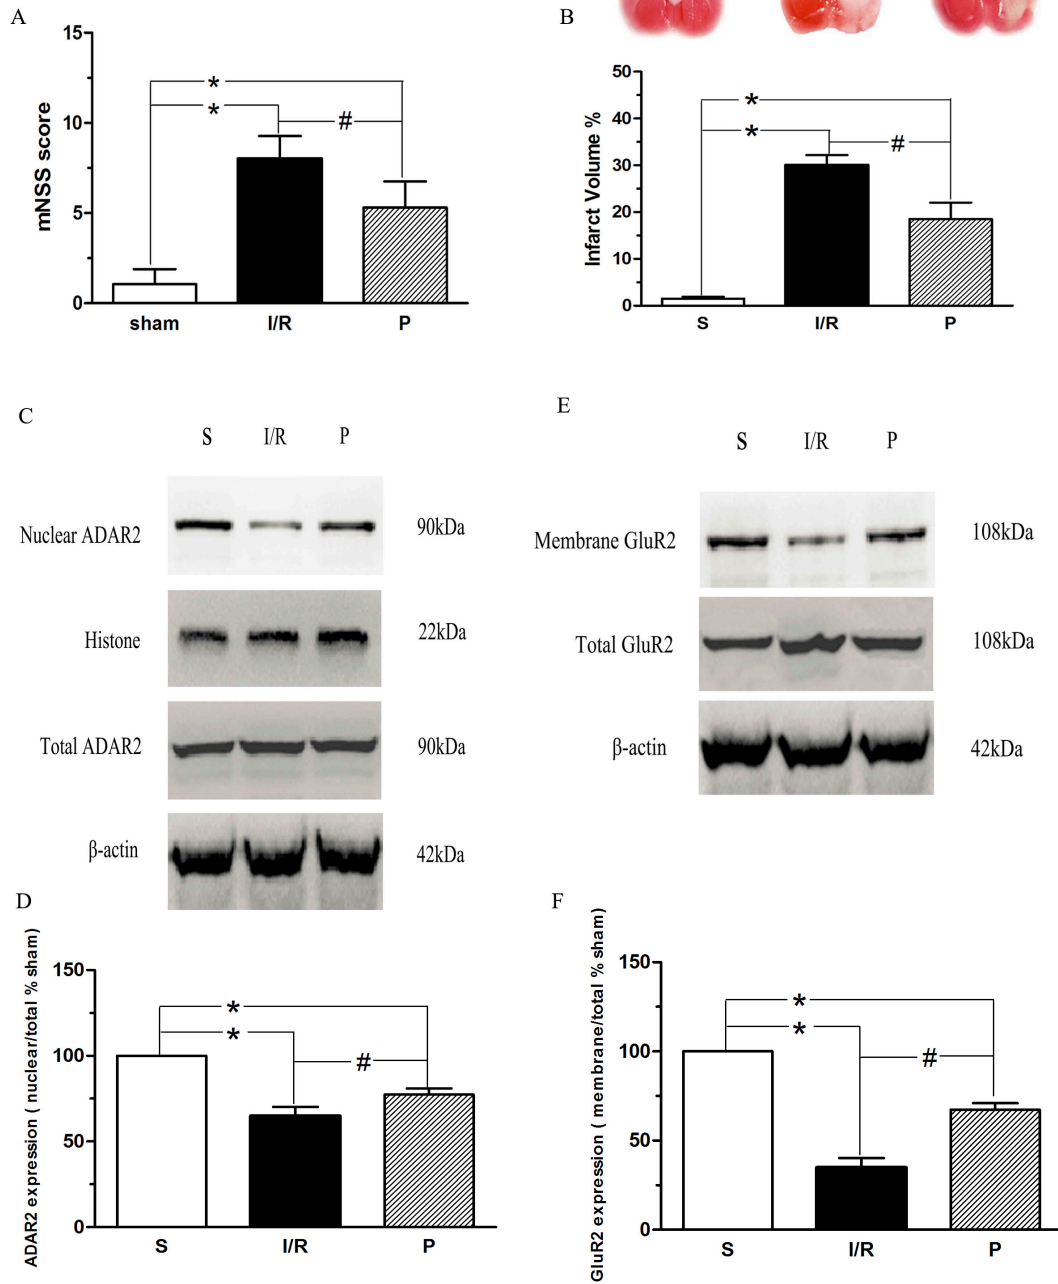 A
mNSS score
15
10
5
0
*
*
#
sham I/R P
B
Infarct Volume %
50
40
30
20
10
0
*
*
#
S I/R P
C
S I/R P
Nuclear ADAR2 90kDa
Histone 22kDa
Total ADAR2 90kDa
β-actin 42kDa
E
S I/R P
Membrane GluR2 108kDa
Total GluR2 108kDa
β-actin 42kDa
D
ADAR2 expression ( nuclear/total % sham)
150
100
50
0
*
*
#
S I/R P
F
GluR2 expression ( membrane/total % sham)
150
100
50
0
*
*
#
S I/R P